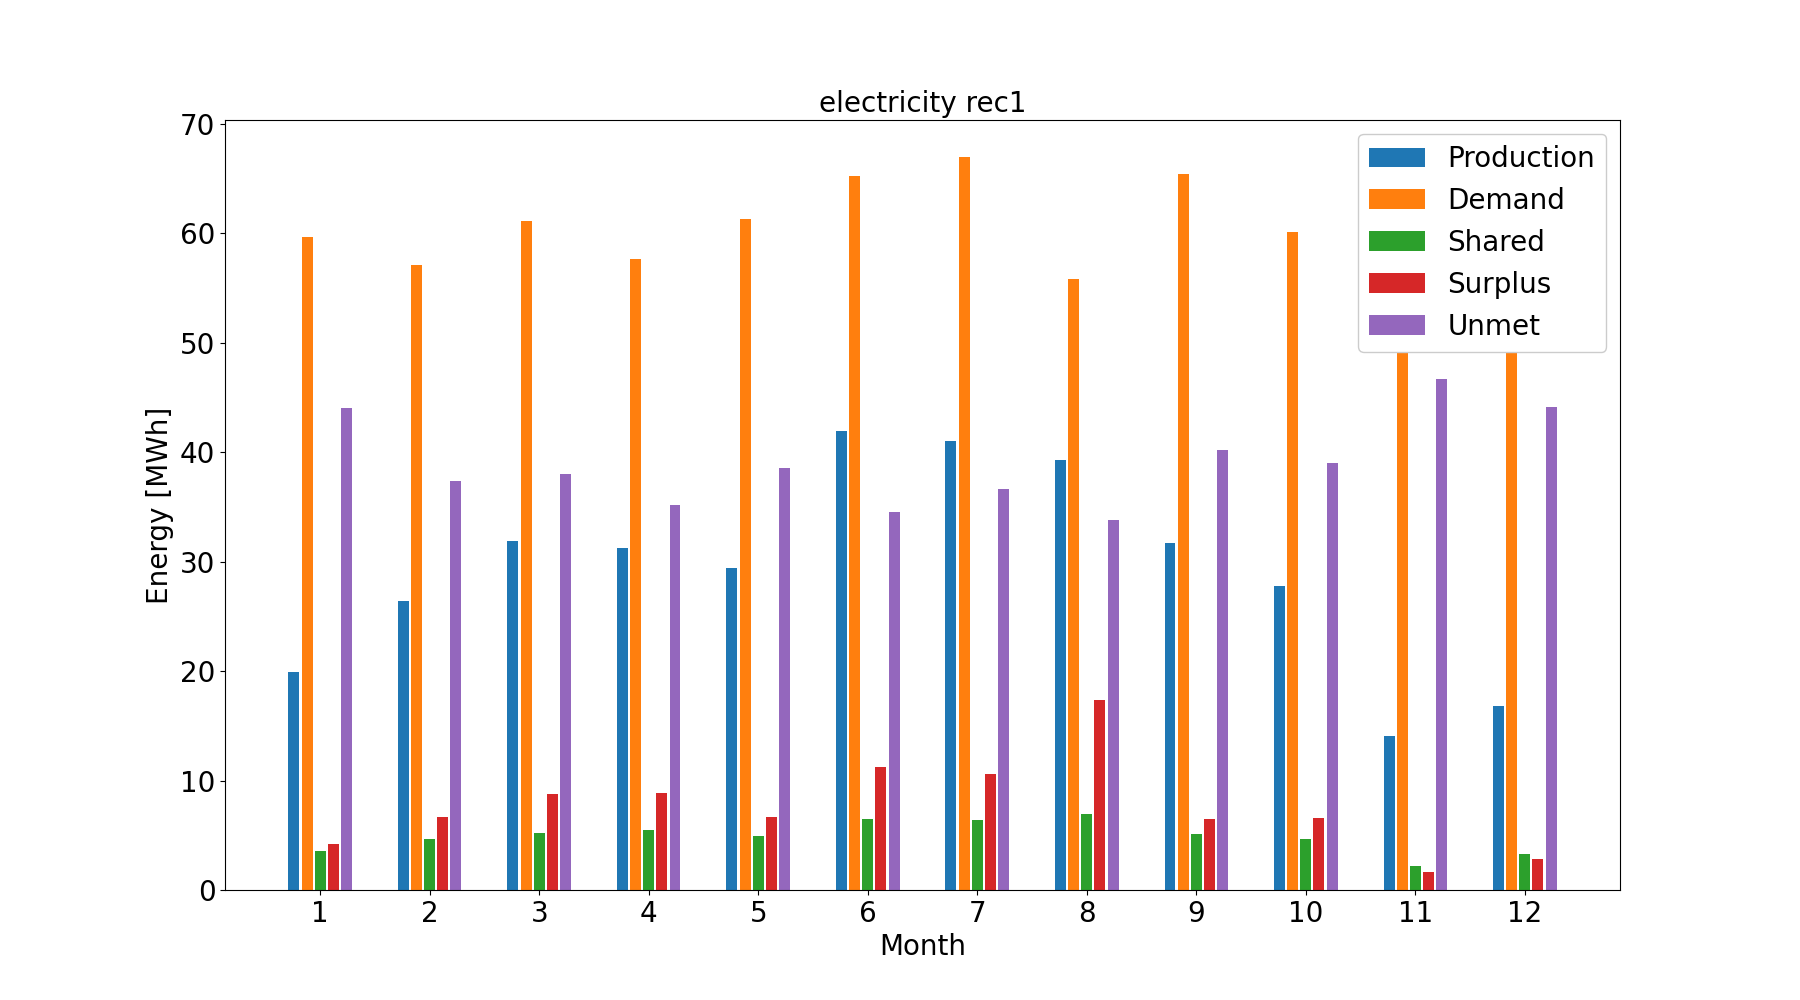 electricity rec1
70
60
50
40
30
20
10
0
Energy [MWh]
Production
Demand
Shared
Surplus
Unmet
1 2 3 4 5 6 7 8 9 10 11 12
Month